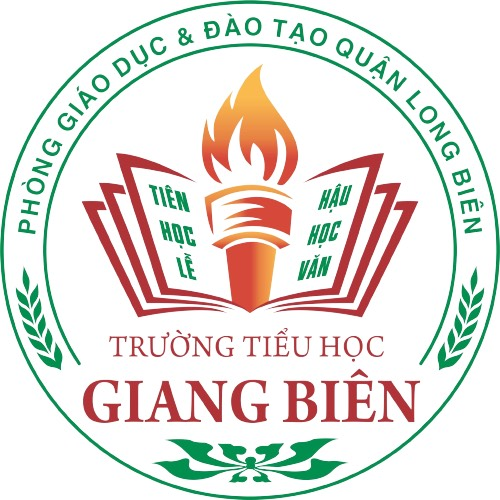 PHÒNG GIÁO DỤC & ĐÀO TẠO QUẬN LONG BIÊN
TIÊN
HỌC
LỄ
HẬU
HỌC
VĂN
TRƯỜNG TIỂU HỌC
GIANG BIÊN